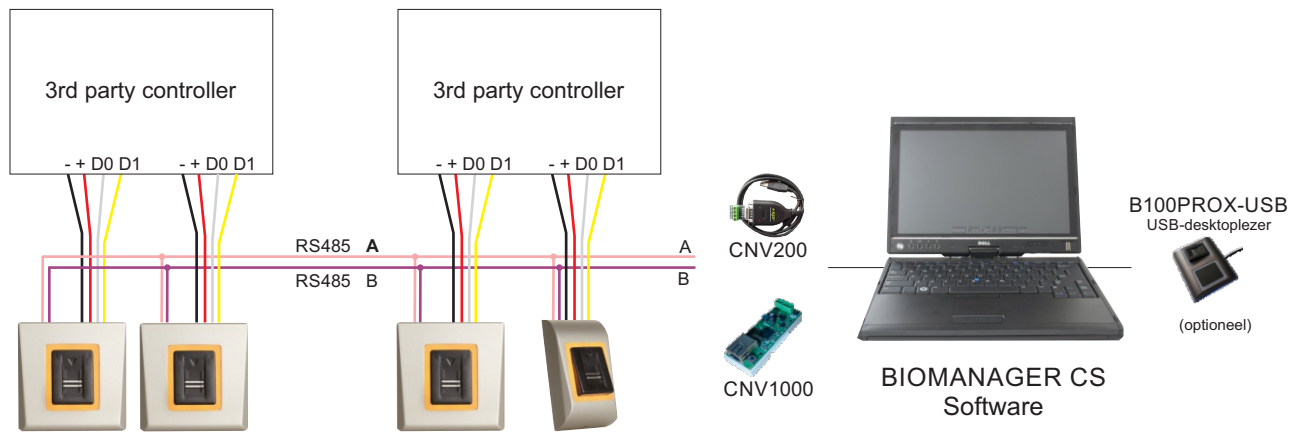 3rd party controller
- + D0 D1
- + D0 D1
3rd party controller
- + D0 D1
- + D0 D1
RS485 A
RS485 B
A
B
CNV200
CNV1000
DELL
BIOMANAGER CS
Software
B100PROX-USB
USB-desktoplezer
(optioneel)